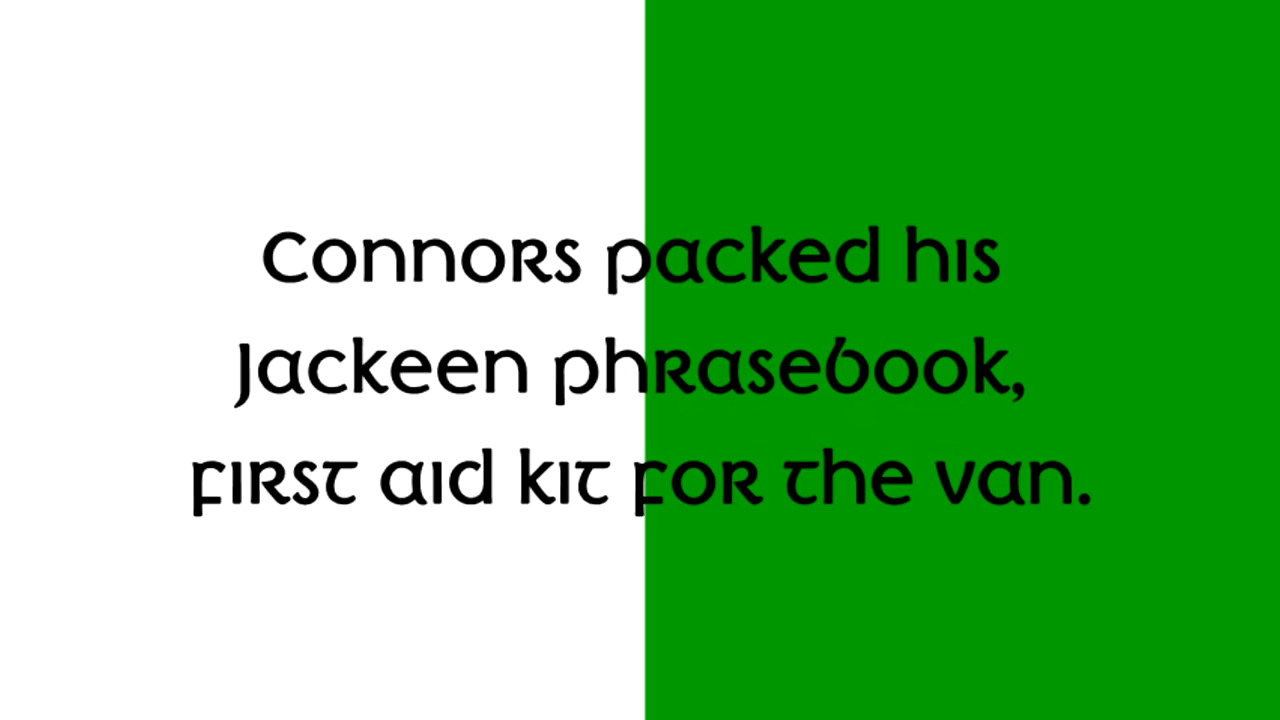 Connors packed his
Jackeen phrasebook,
first aid kit for the van.